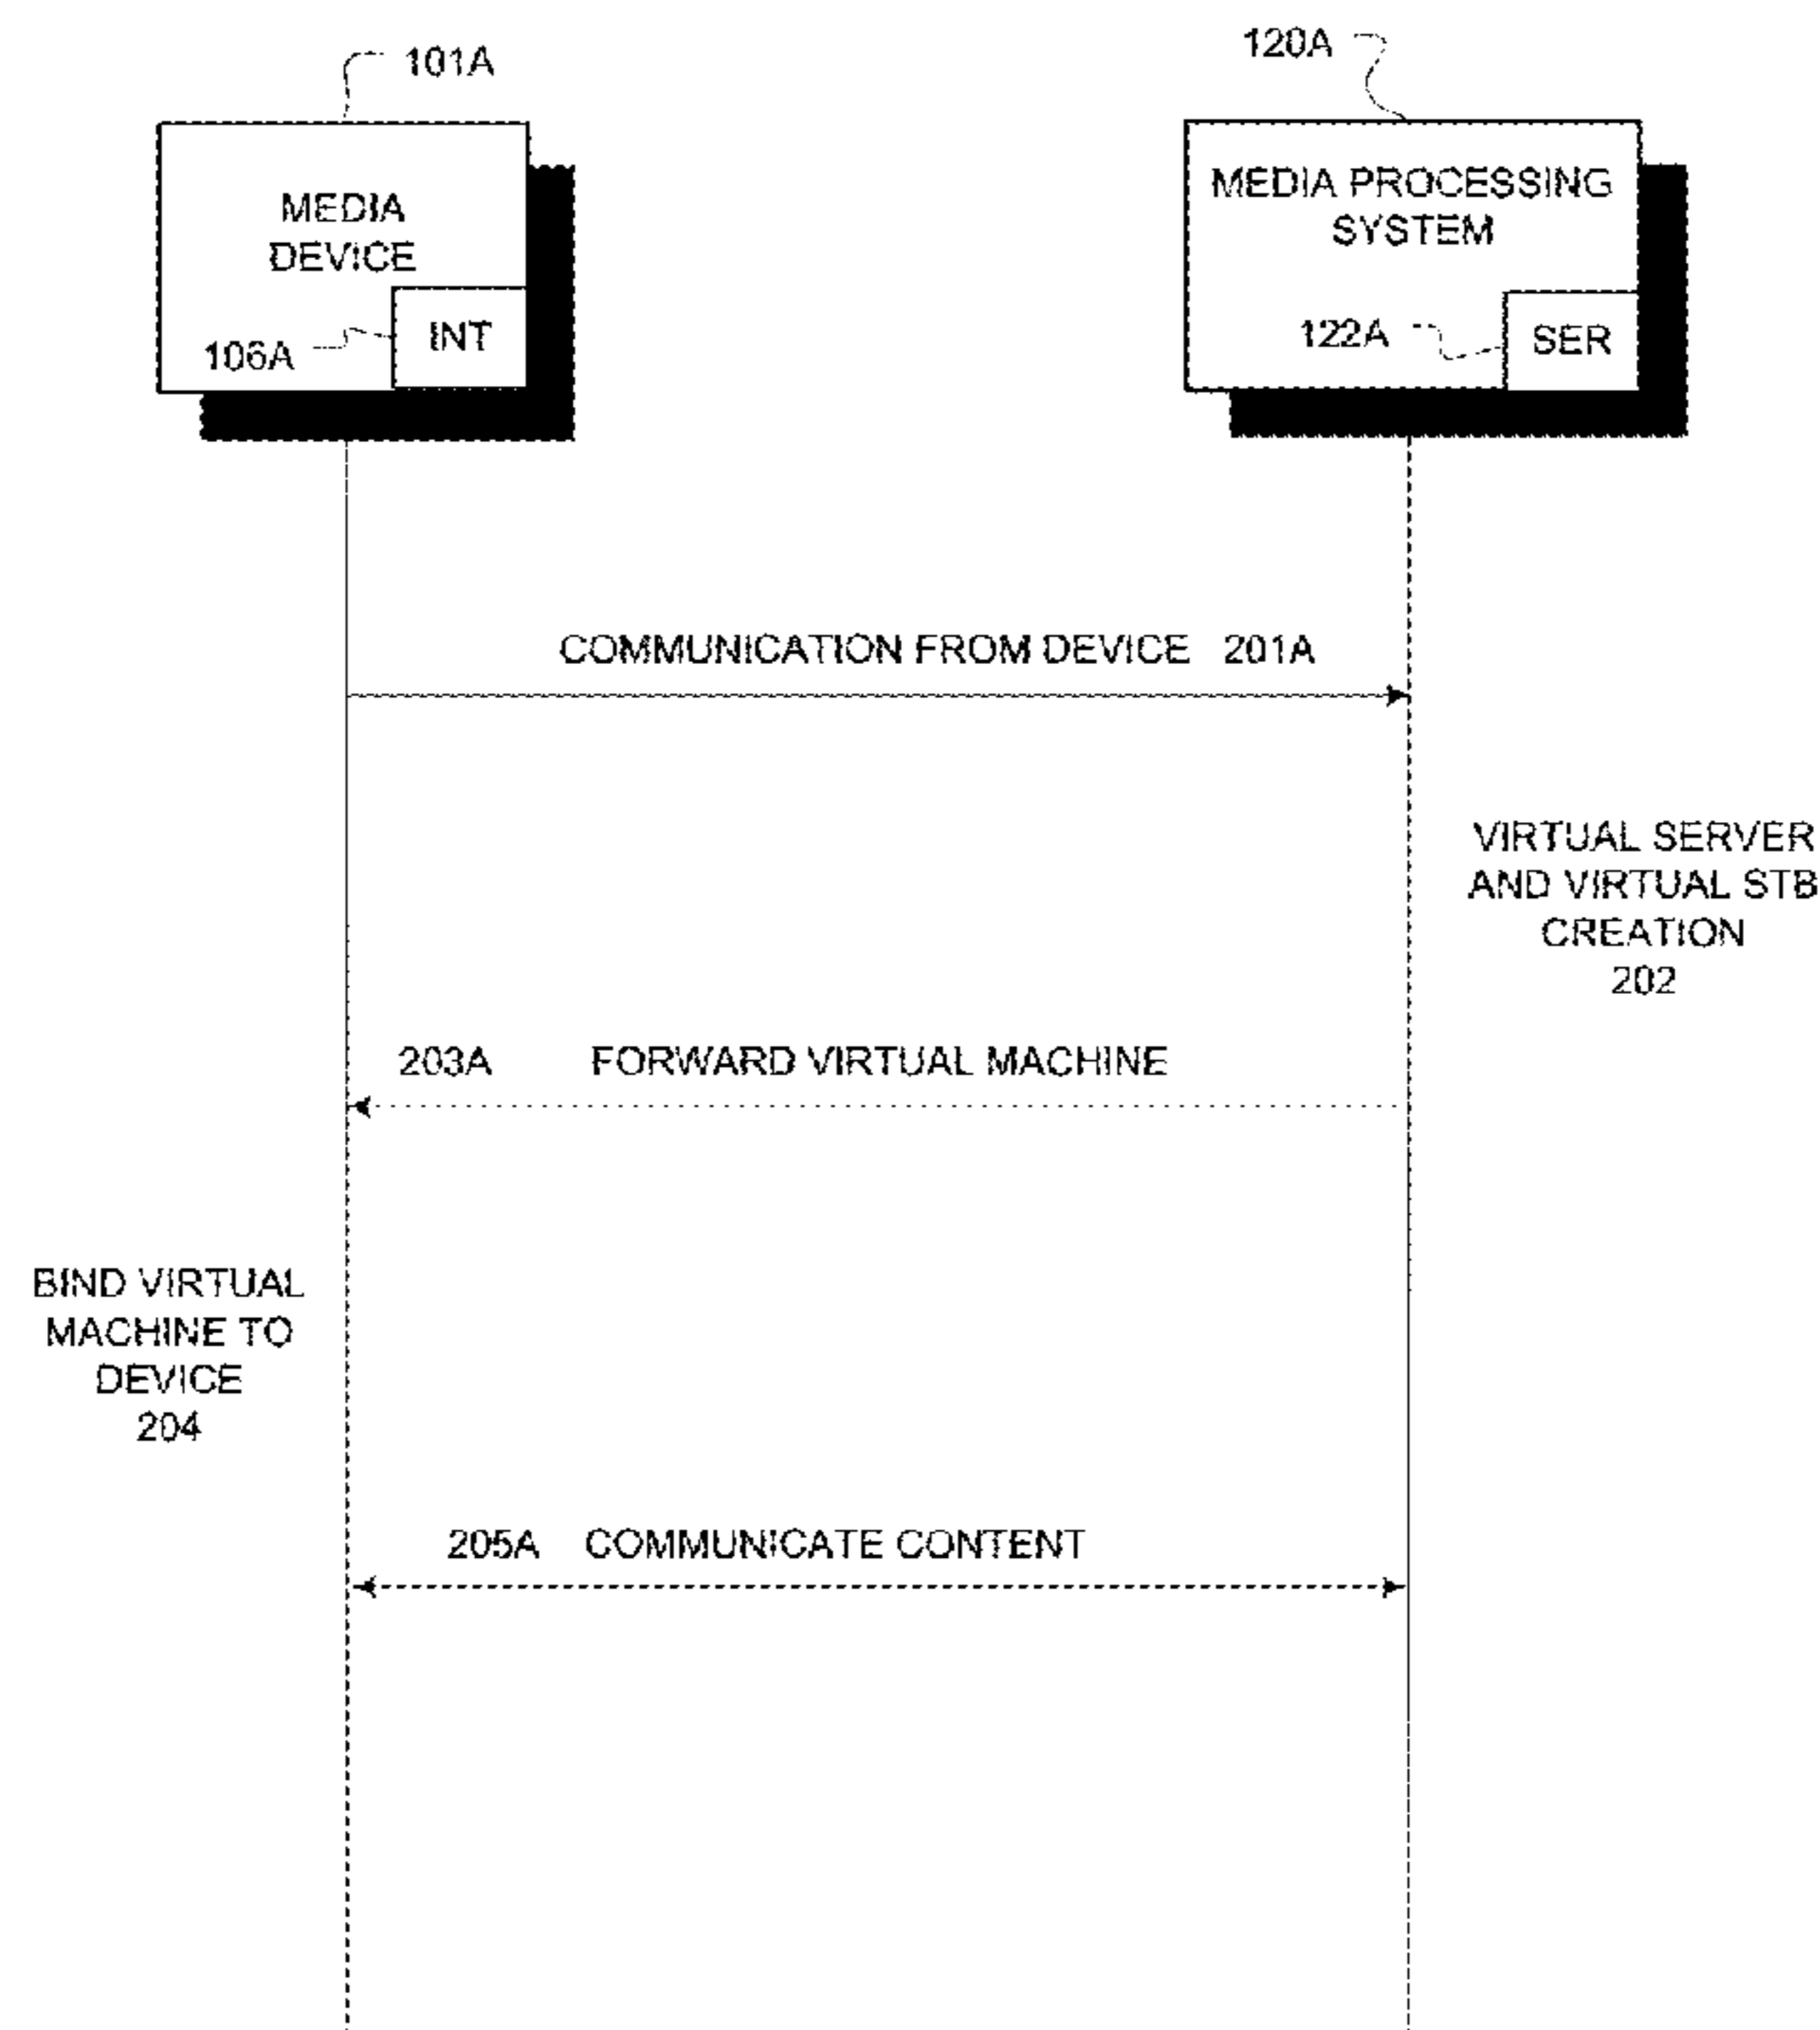 101A
120A
MEDIA
DEVICE
MEDIA PROCESSING
SYSTEM
106A
INT
122A
SER
COMMUNICATION FROM DEVICE 201A
VIRTUAL SERVER
AND VIRTUAL STB
CREATION
202
203A FORWARD VIRTUAL MACHINE
BIND VIRTUAL
MACHINE TO
DEVICE
204
205A COMMUNICATE CONTENT